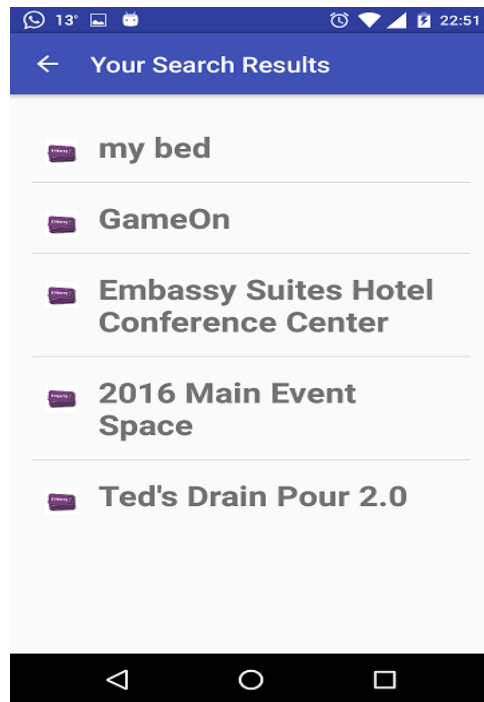 13° 22:51
Your Search Results
my bed
GameOn
Embassy Suites Hotel
Conference Center
2016 Main Event
Space
Ted's Drain Pour 2.0